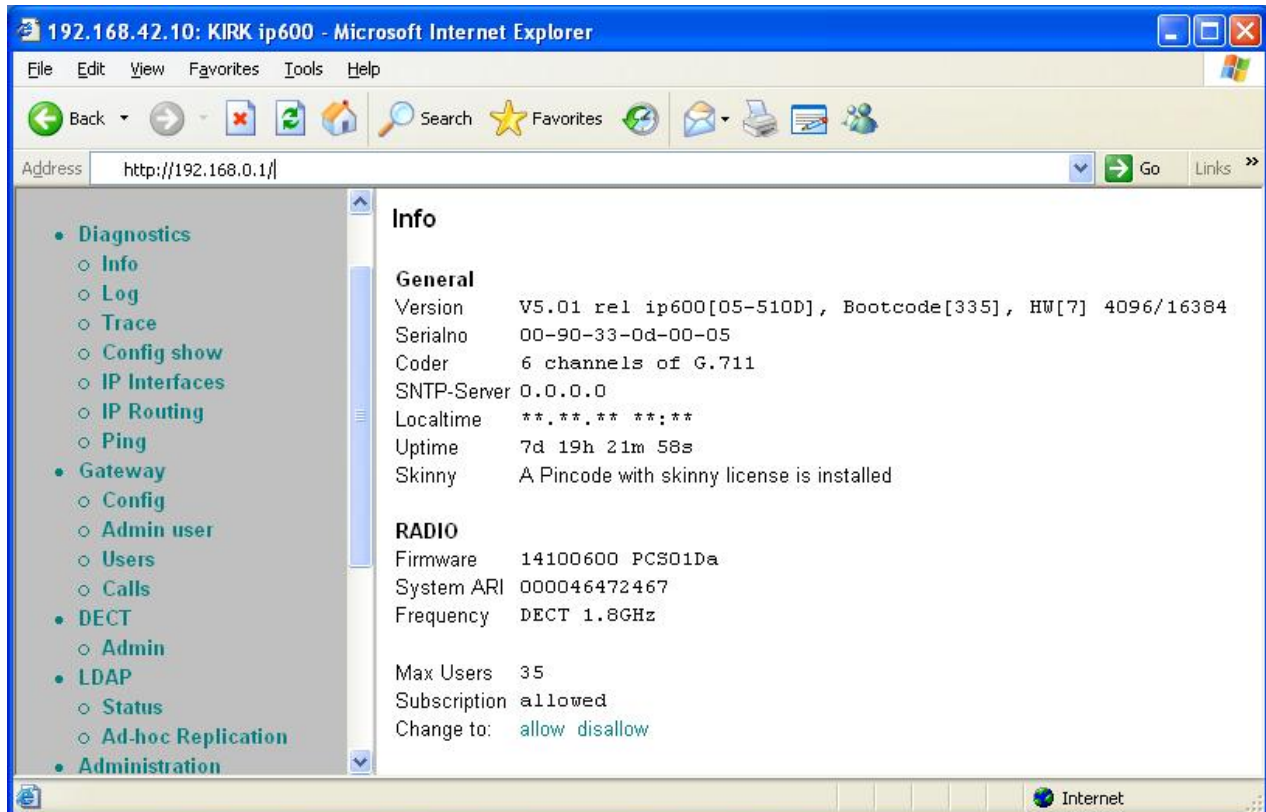 192.168.42.10: KIRK ip600 - Microsoft Internet Explorer
File Edit View Favorites Tools Help
Back Search Favorites
Address http://192.168.0.1/ Go Links »
Diagnostics
Info
Log
Trace
Config show
IP Interfaces
IP Routing
Ping
Gateway
Config
Admin user
Users
Calls
DECT
Admin
LDAP
Status
Ad-hoc Replication
Administration
Info
General
Version V5.01 rel ip600[05-510D], Bootcode[335], HW[7] 4096/16384
Serialno 00-90-33-0d-00-05
Coder 6 channels of G.711
SNTP-Server 0.0.0.0
Localtime **.**.** **:**
Uptime 7d 19h 21m 58s
Skinny A Pincode with skinny license is installed
RADIO
Firmware 14100600 PCS01Da
System ARI 000046472467
Frequency DECT 1.8GHz
Max Users 35
Subscription allowed
Change to: allow disallow
Internet